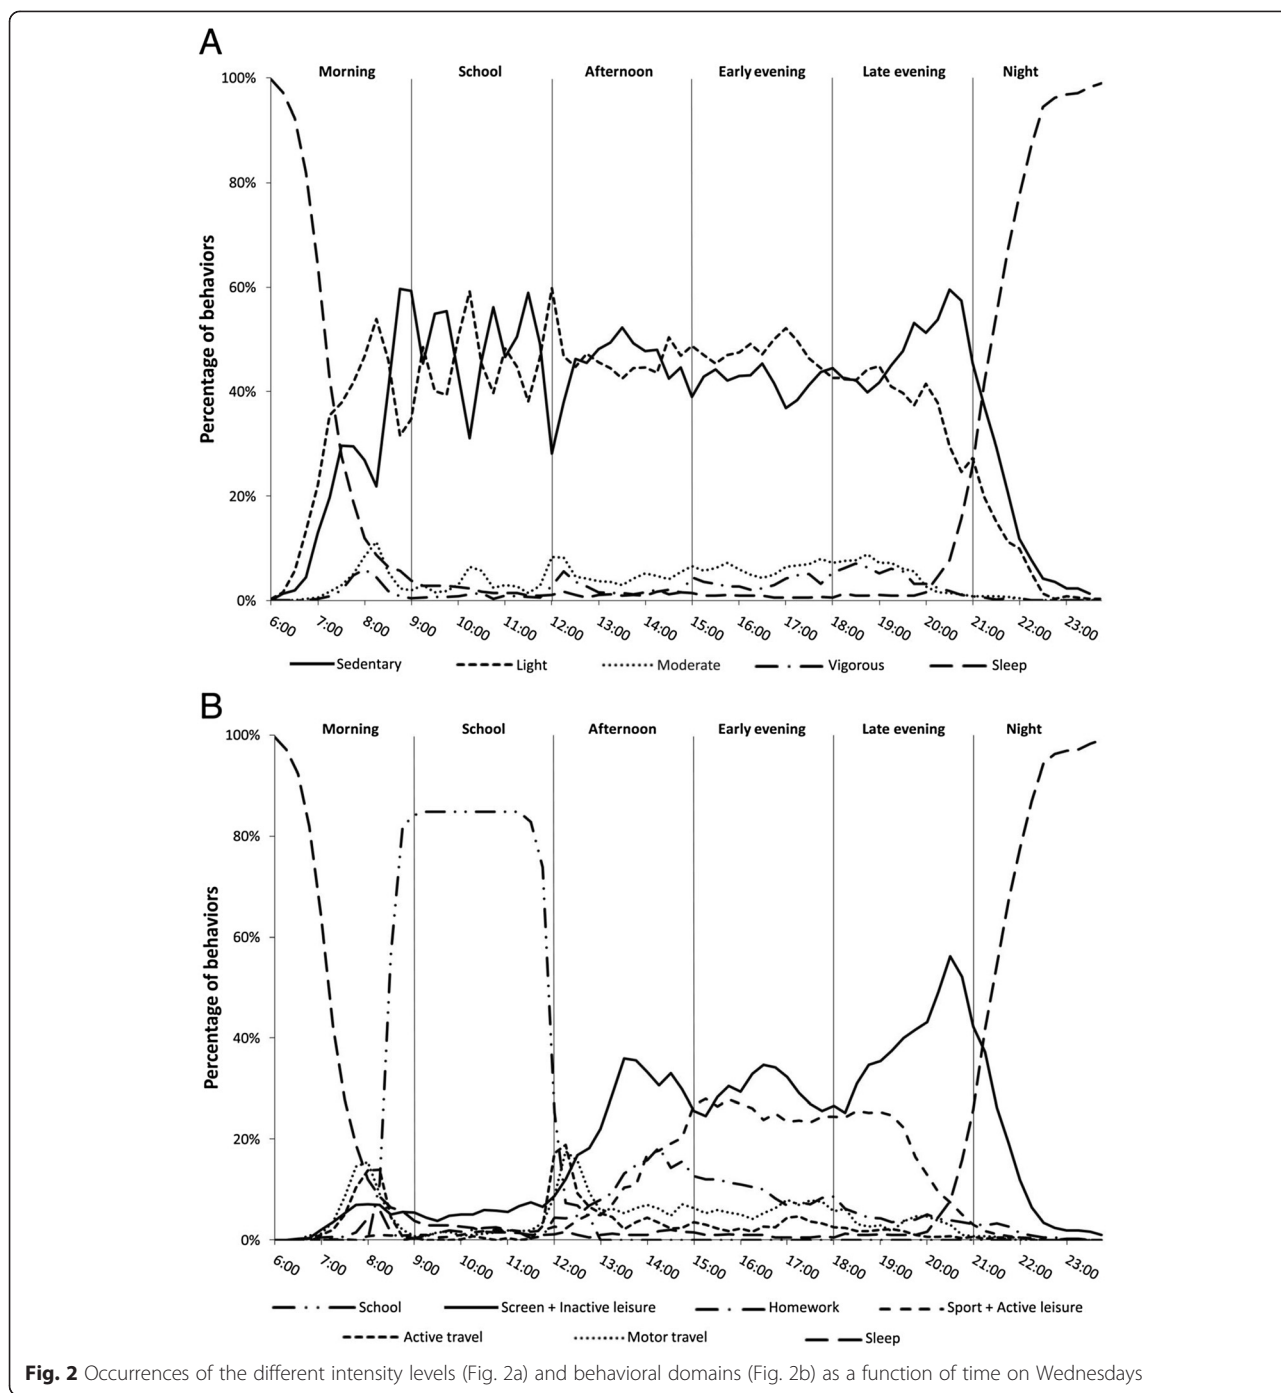 A
Morning School Afternoon Early evening Late evening Night
100%
80%
60%
40%
20%
0%
Percentage of behaviors
6:00 7:00 8:00 9:00 10:00 11:00 12:00 13:00 14:00 15:00 16:00 17:00 18:00 19:00 20:00 21:00 22:00 23:00
Sedentary Light Moderate Vigorous Sleep
B
Morning School Afternoon Early evening Late evening Night
100%
80%
60%
40%
20%
0%
Percentage of behaviors
6:00 7:00 8:00 9:00 10:00 11:00 12:00 13:00 14:00 15:00 16:00 17:00 18:00 19:00 20:00 21:00 22:00 23:00
School Screen + Inactive leisure Homework Sport + Active leisure
Active travel Motor travel Sleep
Fig. 2 Occurrences of the different intensity levels (Fig. 2a) and behavioral domains (Fig. 2b) as a function of time on Wednesdays